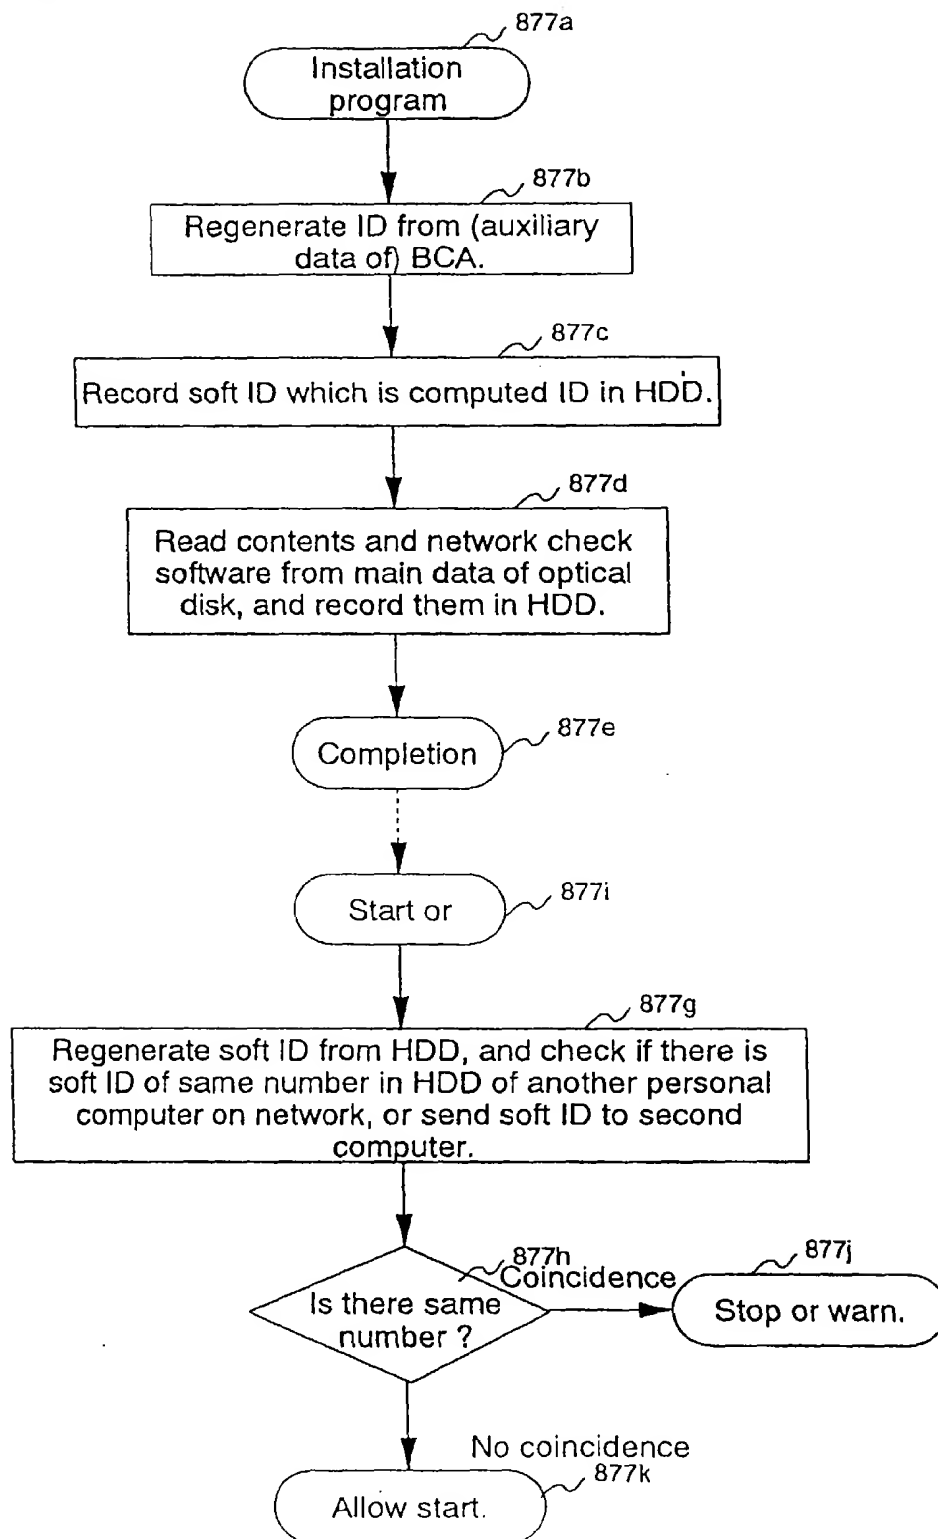 877a
Installation
program
877b
Regenerate ID from (auxiliary
data of) BCA.
877c
Record soft ID which is computed ID in HDD.
877d
Read contents and network check
software from main data of optical
disk, and record them in HDD.
877e
Completion
877i
Start or
877g
Regenerate soft ID from HDD, and check if there is
soft ID of same number in HDD of another personal
computer on network, or send soft ID to second
computer.
877h
Coincidence
877j
Is there same
number ?
Stop or warn.
No coincidence
877k
Allow start.